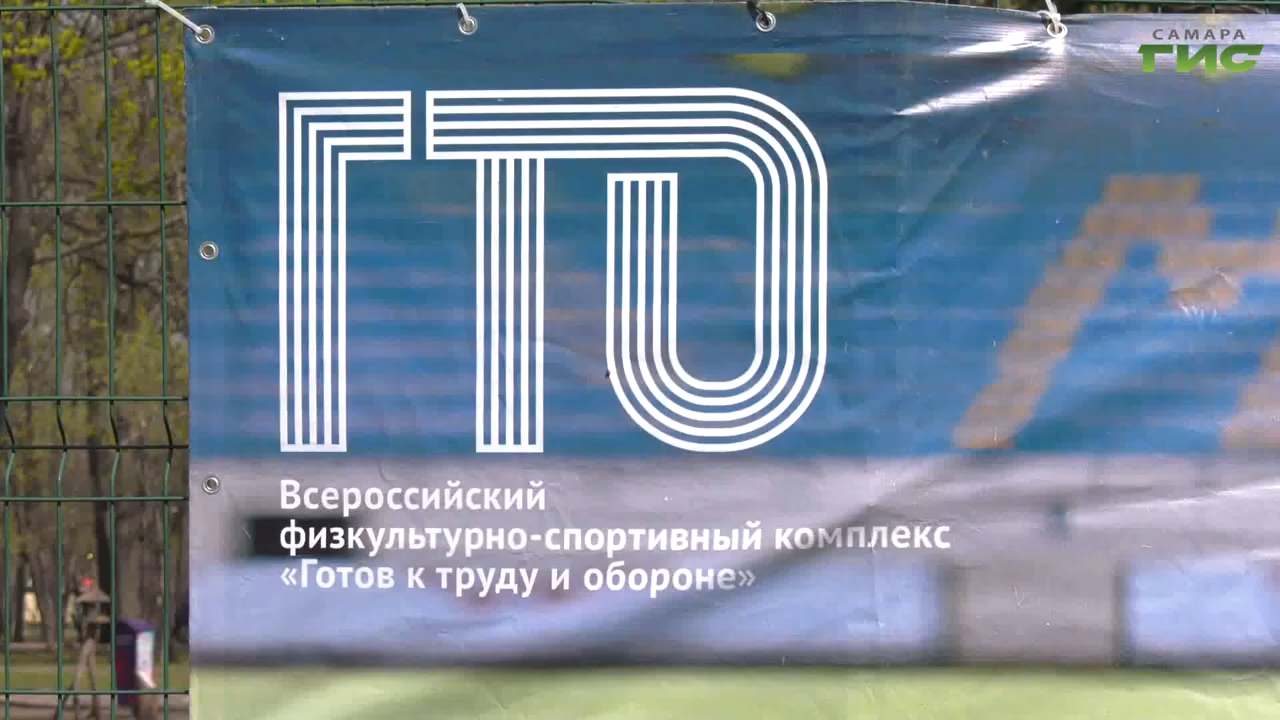 САМАРА
ГИС
ГТО
Всероссийский
физкультурно-спортивный комплекс
«Готов к труду и обороне»